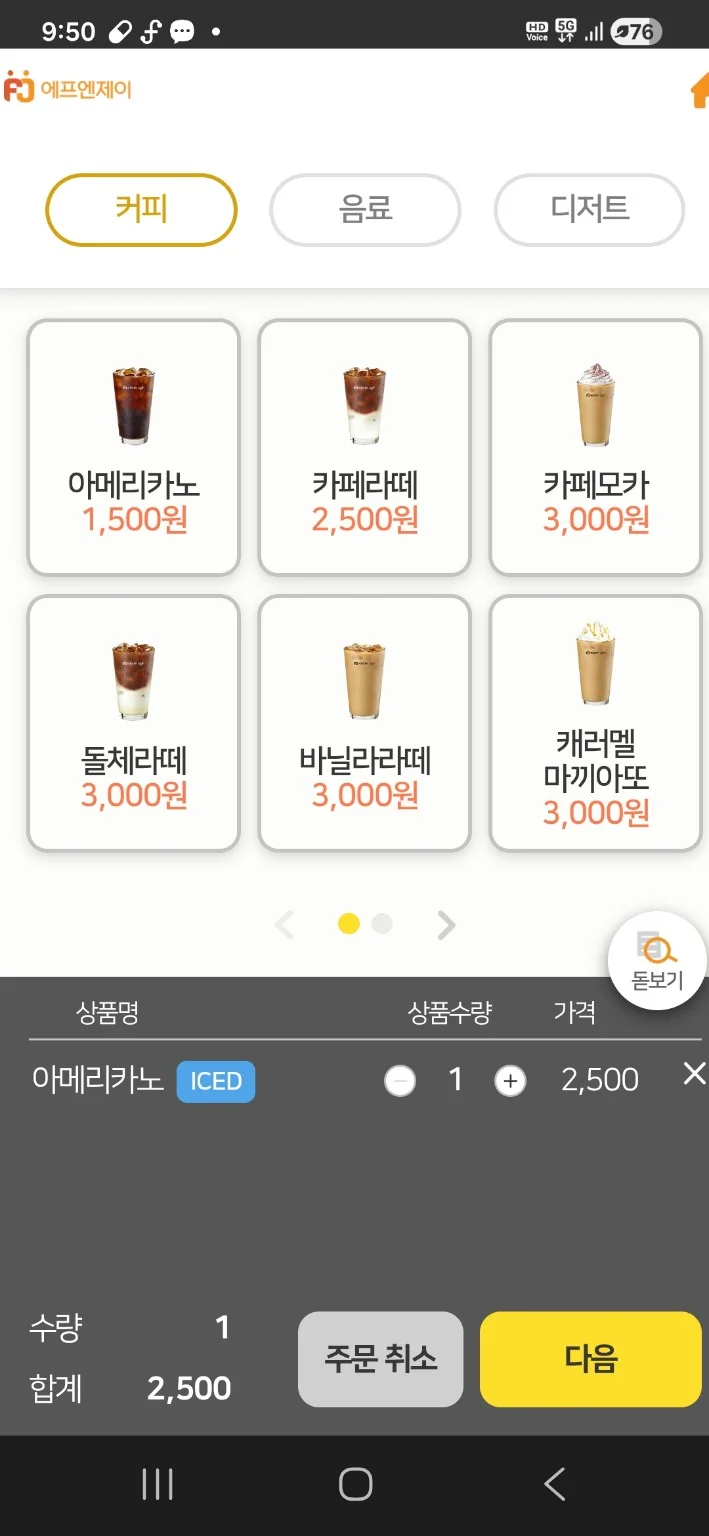 9:50
HD Voice 5G 76
에프엔제이
커피 음료 디저트
아메리카노 카페라떼 카페모카
1,500원 2,500원 3,000원
돌체라떼 바닐라라떼 캐러멜 마끼아또
3,000원 3,000원 3,000원
돋보기
상품명 상품수량 가격
아메리카노 ICED 1 2,500
수량 1
합계 2,500
주문 취소 다음